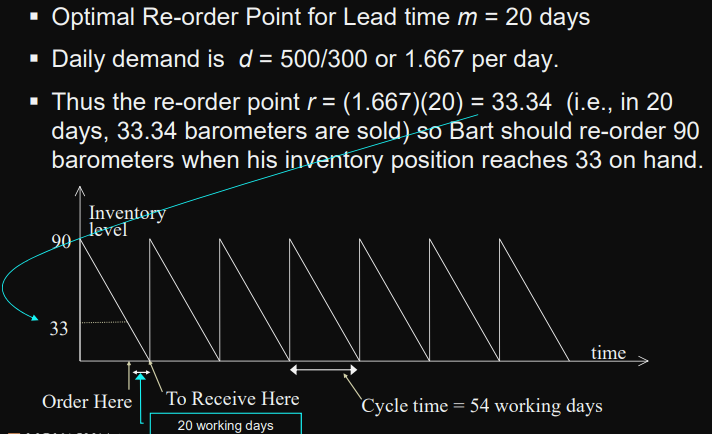 ▪ Optimal Re-order Point for Lead time m = 20 days
▪ Daily demand is d = 500/300 or 1.667 per day.
▪ Thus the re-order point r = (1.667)(20) = 33.34 (i.e., in 20
days, 33.34 barometers are sold) so Bart should re-order 90
barometers when his inventory position reaches 33 on hand.
Inventory
level
90
33
time
Order Here
To Receive Here
Cycle time = 54 working days
20 working days